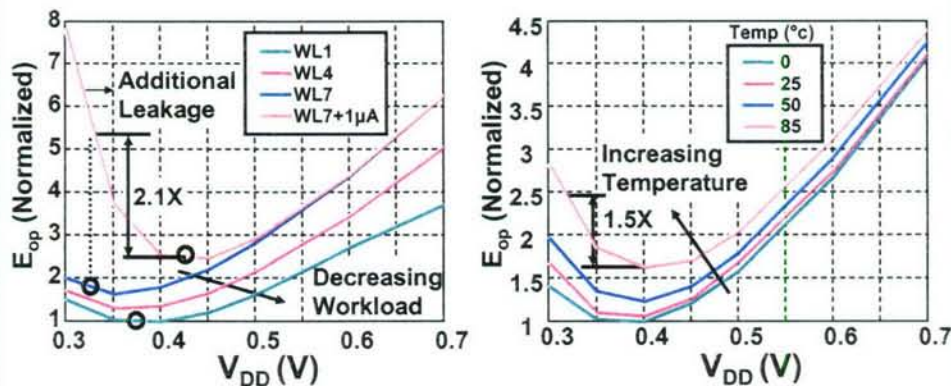 E_op (Normalized)
8
7
6
5
4
3
2
1
WL1
WL4
WL7
WL7+1µA
Additional
Leakage
2.1X
Decreasing
Workload
0.3
0.4
0.5
0.6
0.7
V_DD (V)
E_op (Normalized)
4.5
4
3.5
3
2.5
2
1.5
1
Temp (°c)
0
25
50
85
Increasing
Temperature
1.5X
0.3
0.4
0.5
0.6
0.7
V_DD (V)